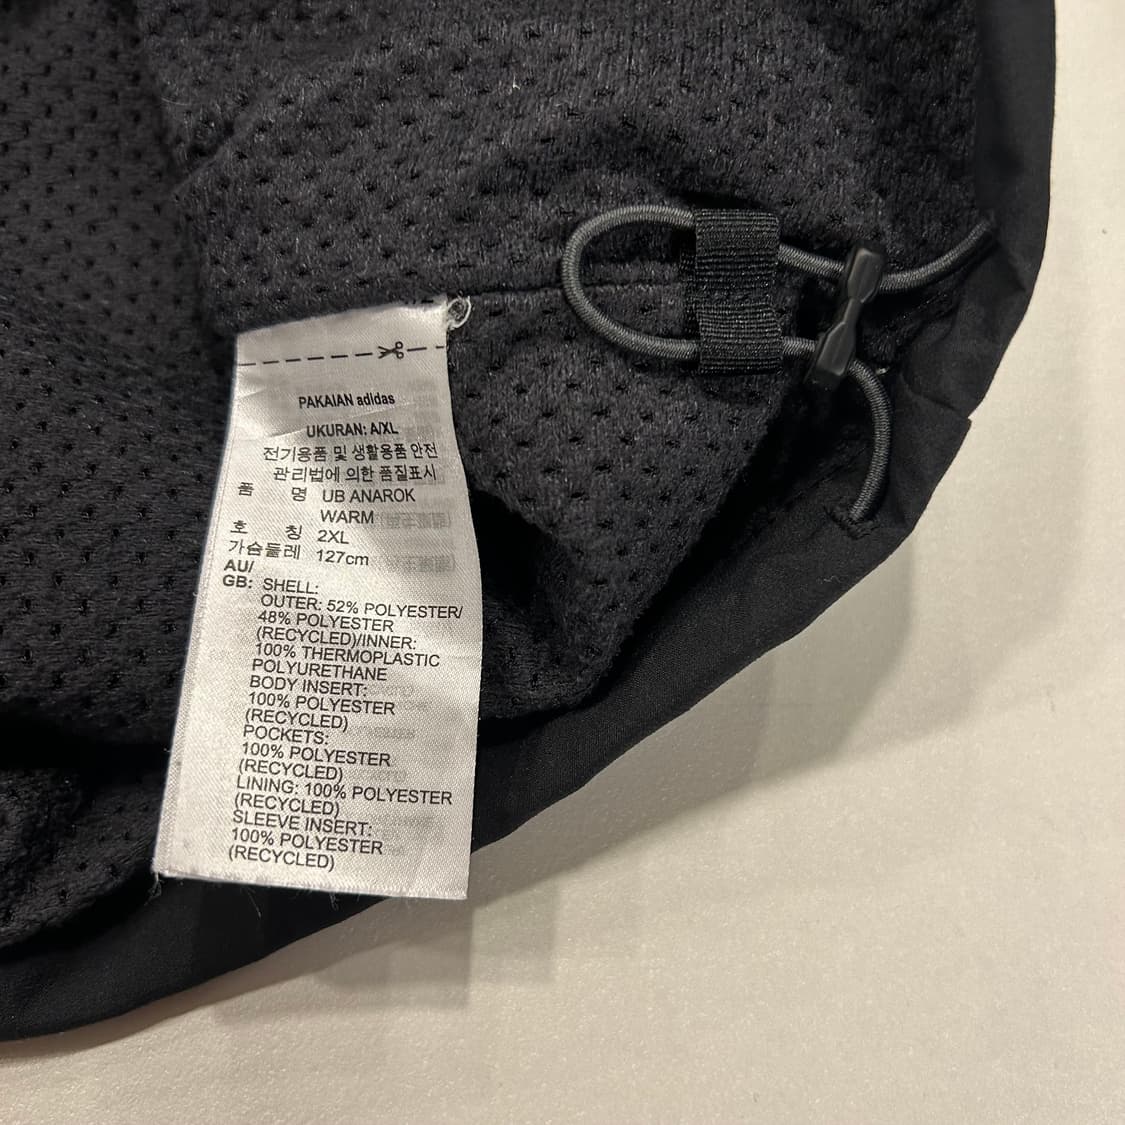 PAKAIAN adidas
UKURAN: A/XL
전기용품 및 생활용품 안전
관리법에 의한 품질표시
품 명 UB ANAROK
WARM
호 칭 2XL
가슴둘레 127cm
AU/
GB: SHELL:
OUTER: 52% POLYESTER/
48% POLYESTER
(RECYCLED)/INNER:
100% THERMOPLASTIC
POLYURETHANE
BODY INSERT:
100% POLYESTER
(RECYCLED)
POCKETS:
100% POLYESTER
(RECYCLED)
LINING: 100% POLYESTER
(RECYCLED)
SLEEVE INSERT:
100% POLYESTER
(RECYCLED)